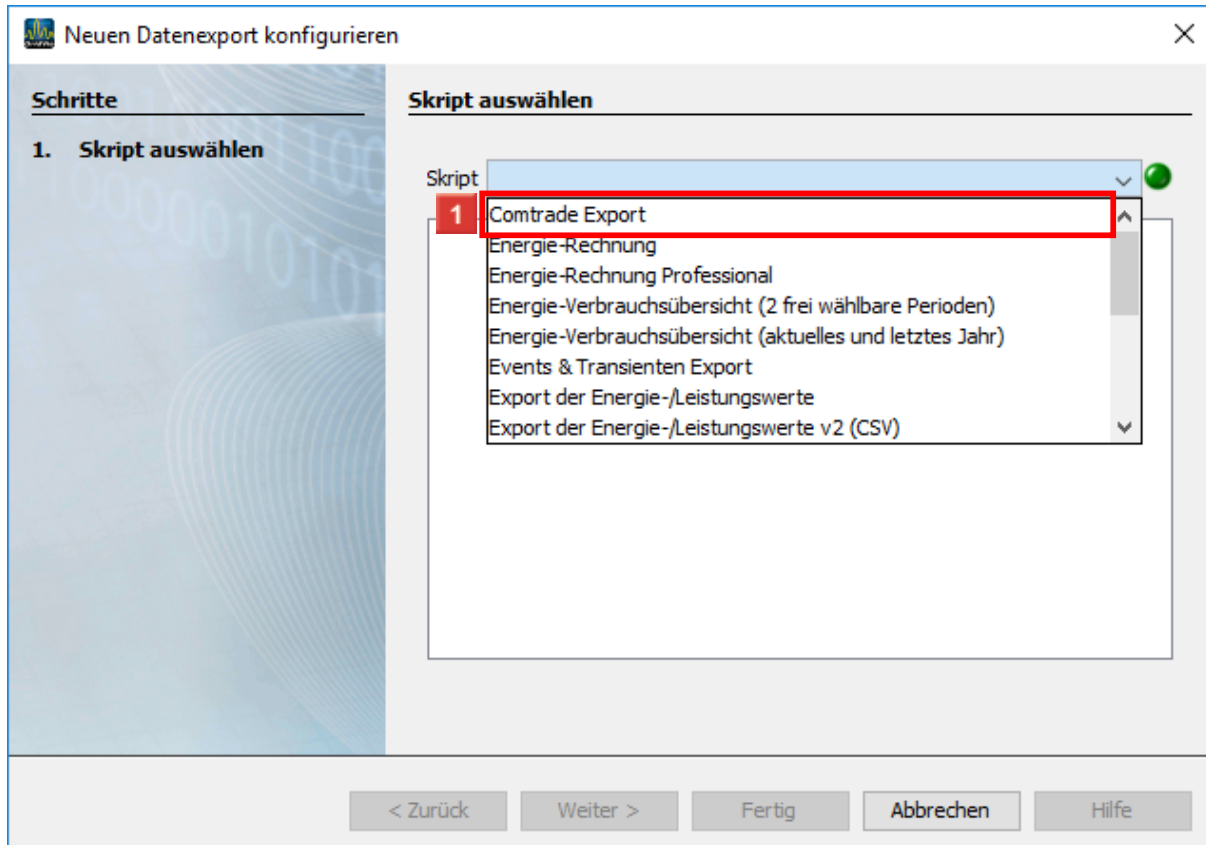 Neuen Datenexport konfigurieren
Schritte
1. Skript auswählen
Skript auswählen
Skript
1
Comtrade Export
Energie-Rechnung
Energie-Rechnung Professional
Energie-Verbrauchsübersicht (2 frei wählbare Perioden)
Energie-Verbrauchsübersicht (aktuelles und letztes Jahr)
Events & Transienten Export
Export der Energie-/Leistungswerte
Export der Energie-/Leistungswerte v2 (CSV)
< Zurück
Weiter >
Fertig
Abbrechen
Hilfe